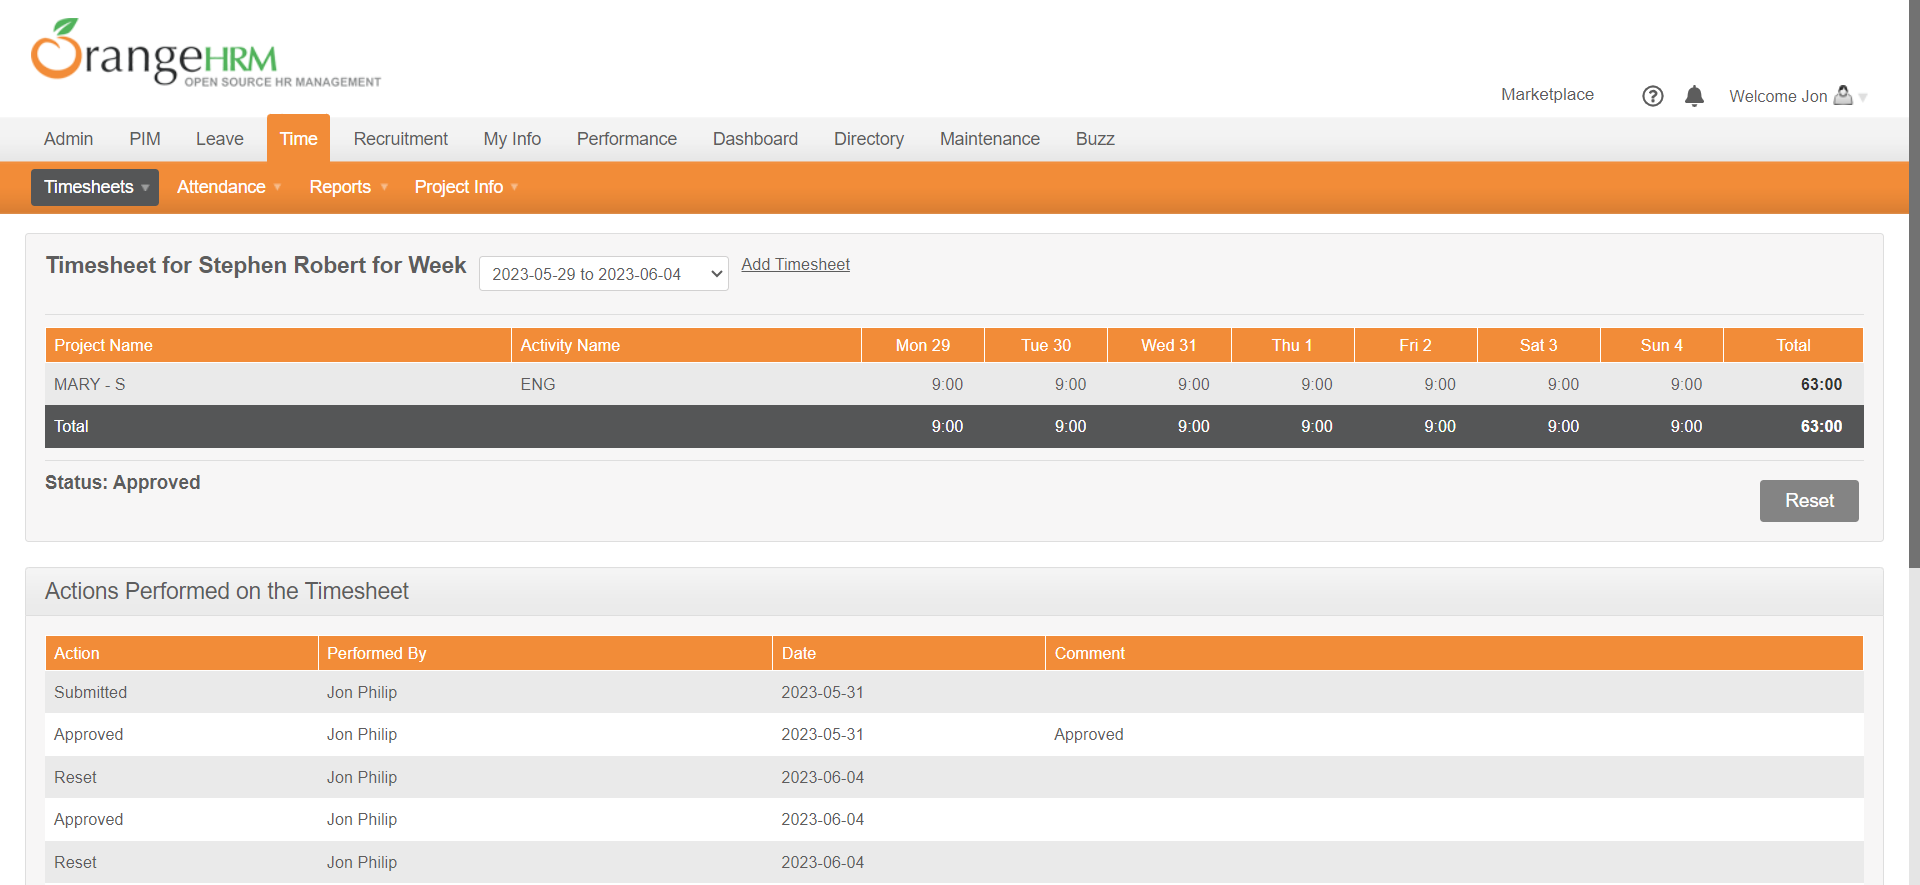 OrangeHRM
OPEN SOURCE HR MANAGEMENT
Marketplace ? Welcome Jon
Admin PIM Leave Time Recruitment My Info Performance Dashboard Directory Maintenance Buzz
Timesheets Attendance Reports Project Info
Timesheet for Stephen Robert for Week 2023-05-29 to 2023-06-04 Add Timesheet
Project Name Activity Name Mon 29 Tue 30 Wed 31 Thu 1 Fri 2 Sat 3 Sun 4 Total
MARY - S ENG 9:00 9:00 9:00 9:00 9:00 9:00 9:00 63:00
Total 9:00 9:00 9:00 9:00 9:00 9:00 9:00 63:00
Status: Approved
Reset
Actions Performed on the Timesheet
Action Performed By Date Comment
Submitted Jon Philip 2023-05-31
Approved Jon Philip 2023-05-31 Approved
Reset Jon Philip 2023-06-04
Approved Jon Philip 2023-06-04
Reset Jon Philip 2023-06-04